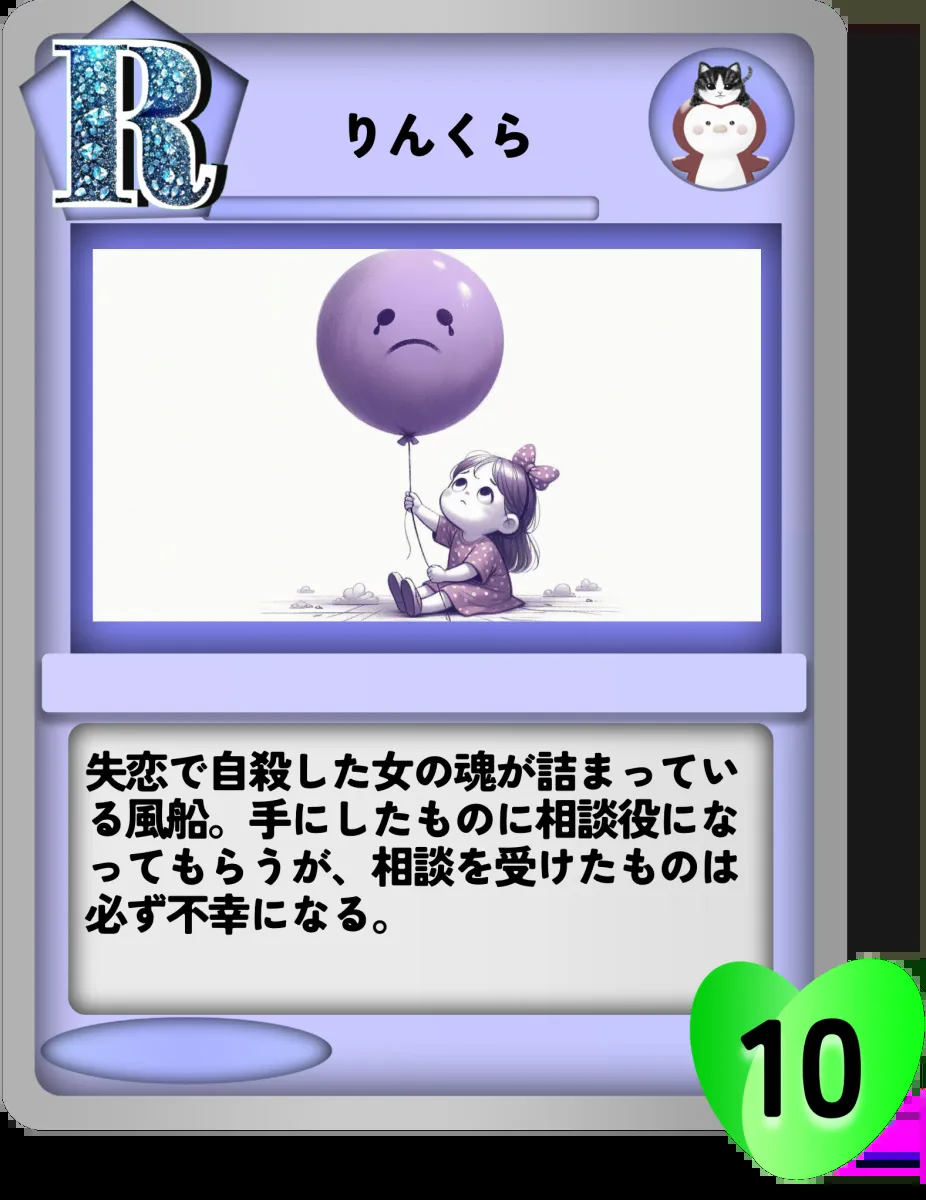 R
りんくら
失恋で自殺した女の魂が詰まってい
る風船。手にしたものに相談役にな
ってもらうが、相談を受けたものは
必ず不幸になる。
10